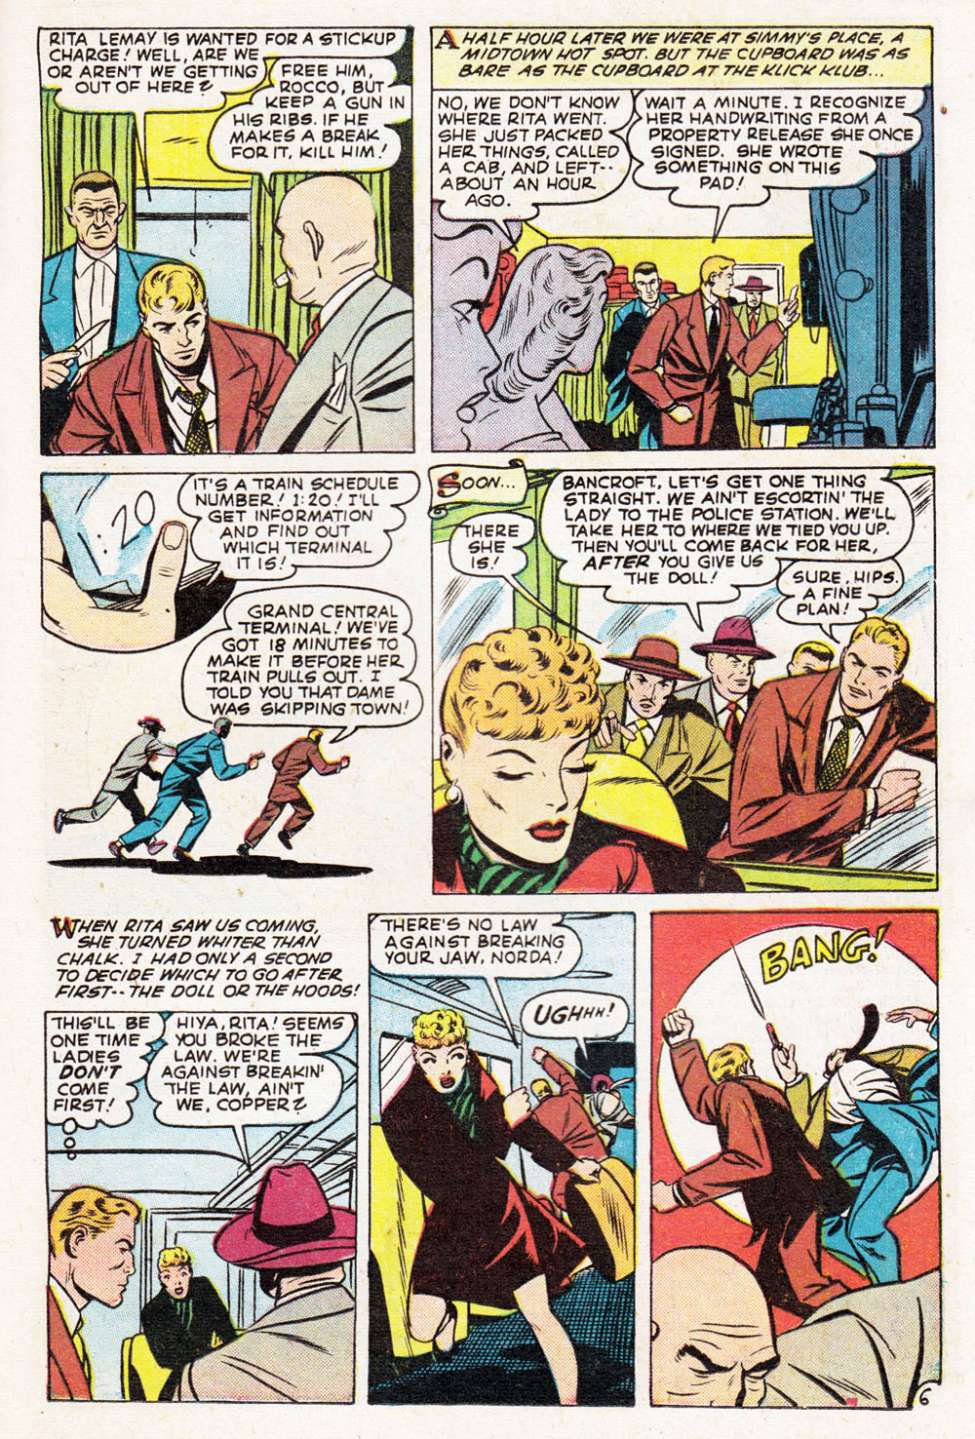 RITA LEMAY IS WANTED FOR A STICKUP
CHARGE! WELL, ARE WE
OR AREN'T WE GETTING
OUT OF HERE?
FREE HIM,
ROCCO, BUT
KEEP A GUN IN
HIS RIBS. IF HE
MAKES A BREAK
FOR IT, KILL HIM!
A HALF HOUR LATER WE WERE AT SIMMY'S PLACE, A
MIDTOWN HOT SPOT. BUT THE CUPBOARD WAS AS
BARE AS THE CUPBOARD AT THE KLICK KLUB...
NO, WE DON'T KNOW
WHERE RITA WENT.
SHE JUST PACKED
HER THINGS, CALLED
A CAB, AND LEFT--
ABOUT AN HOUR
AGO.
WAIT A MINUTE. I RECOGNIZE
HER HANDWRITING FROM A
PROPERTY RELEASE SHE ONCE
SIGNED. SHE WROTE
SOMETHING ON THIS
PAD!
1:20
IT'S A TRAIN SCHEDULE
NUMBER! 1:20! I'LL
GET INFORMATION
AND FIND OUT
WHICH TERMINAL
IT IS!
GRAND CENTRAL
TERMINAL! WE'VE
GOT 18 MINUTES TO
MAKE IT BEFORE HER
TRAIN PULLS OUT. I
TOLD YOU THAT DAME
WAS SKIPPING TOWN!
SOON...
THERE
SHE
IS!
BANCROFT, LET'S GET ONE THING
STRAIGHT. WE AIN'T ESCORTIN' THE
LADY TO THE POLICE STATION. WE'LL
TAKE HER TO WHERE WE TIED YOU UP.
THEN YOU'LL COME BACK FOR HER,
AFTER YOU GIVE US
THE DOLL!
SURE, HIPS.
A FINE
PLAN!
WHEN RITA SAW US COMING,
SHE TURNED WHITER THAN
CHALK. I HAD ONLY A SECOND
TO DECIDE WHICH TO GO AFTER
FIRST-- THE DOLL OR THE HOODS!
THIS'LL BE
ONE TIME
LADIES
DON'T
COME
FIRST!
HIYA, RITA! SEEMS
YOU BROKE THE
LAW. WE'RE
AGAINST BREAKIN'
THE LAW, AIN'T
WE, COPPER?
THERE'S NO LAW
AGAINST BREAKING
YOUR JAW, NORDA!
UGHHH!
BANG!
6